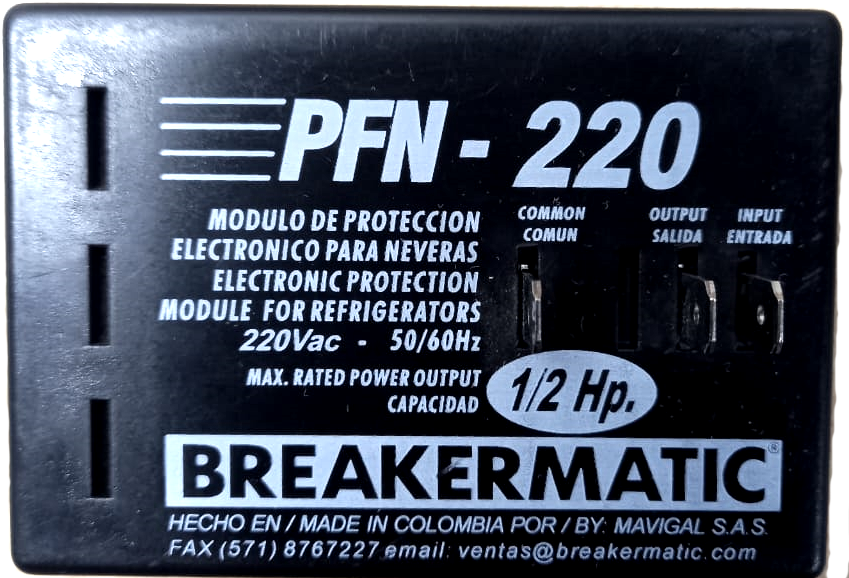 PFN - 220
MODULO DE PROTECCION
ELECTRONICO PARA NEVERAS
ELECTRONIC PROTECTION
MODULE FOR REFRIGERATORS
220Vac - 50/60Hz
MAX. RATED POWER OUTPUT
CAPACIDAD
1/2 Hp.
COMMON
COMUN
OUTPUT
SALIDA
INPUT
ENTRADA
BREAKERMATIC®
HECHO EN / MADE IN COLOMBIA POR / BY: MAVIGAL S.A.S.
FAX (571) 8767227 email: ventas@breakermatic.com